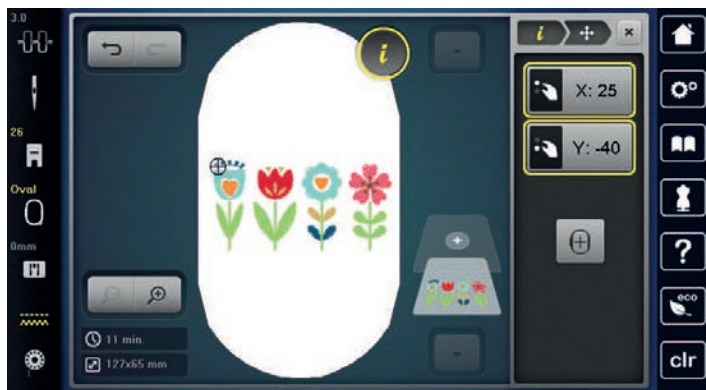 3.0
26
Oval
0mm
i
11 min.
127x65 mm
i
X: 25
Y: -40
?
eco
clr